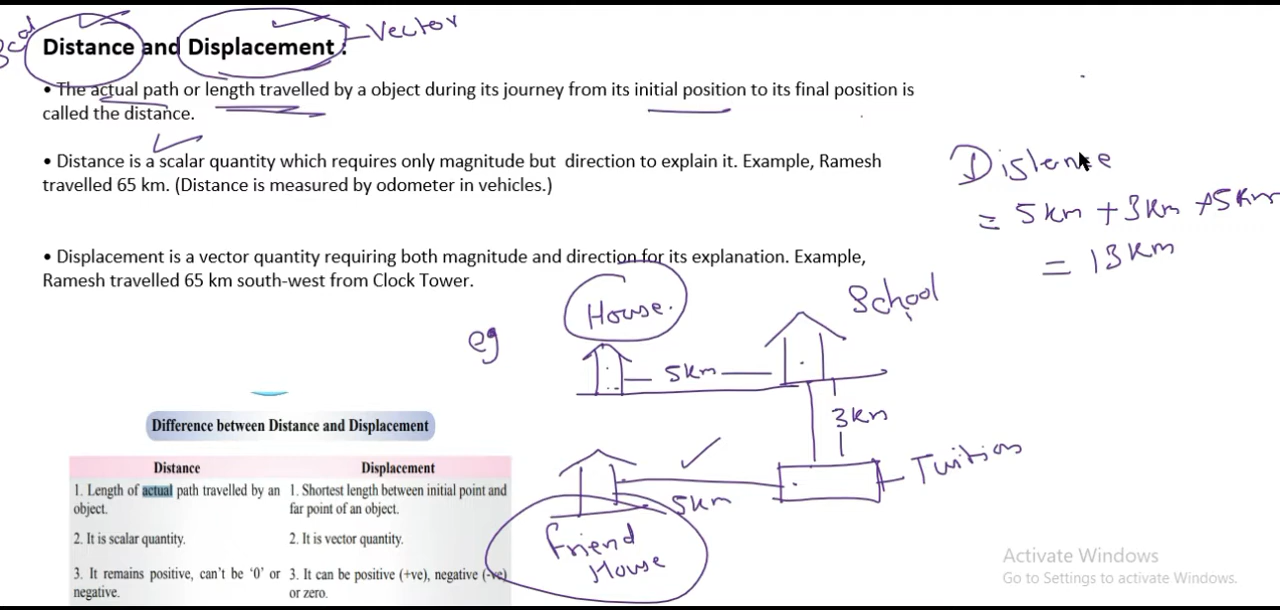 Scal
Distance and Displacement :
Vector
• The actual path or length travelled by a object during its journey from its initial position to its final position is
called the distance.
• Distance is a scalar quantity which requires only magnitude but  direction to explain it. Example, Ramesh
travelled 65 km. (Distance is measured by odometer in vehicles.)
• Displacement is a vector quantity requiring both magnitude and direction for its explanation. Example,
Ramesh travelled 65 km south-west from Clock Tower.
Distance
= 5km + 3km + 5km
= 13km
eg
House.
School
5km
3km
Tuition
5km
Friend
House
Difference between Distance and Displacement
Distance Displacement
1. Length of actual path travelled by an 1. Shortest length between initial point and
object. far point of an object.
2. It is scalar quantity. 2. It is vector quantity.
3. It remains positive, can't be '0' or 3. It can be positive (+ve), negative (-ve)
negative. or zero.
Activate Windows
Go to Settings to activate Windows.